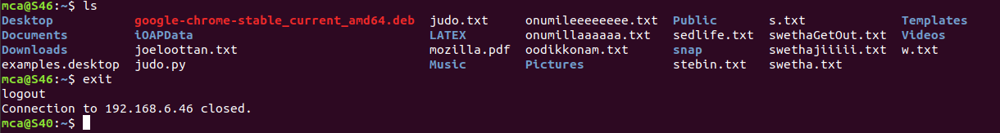 mca@S46:~$ ls
Desktop google-chrome-stable_current_amd64.deb judo.txt onumileeeeeeee.txt Public s.txt Templates
Documents iOAPData LATEX onumillaaaaaa.txt sedlife.txt swethaGetOut.txt Videos
Downloads joeloottan.txt mozilla.pdf oodikkonam.txt snap swethajiiiii.txt w.txt
examples.desktop judo.py Music Pictures stebin.txt swetha.txt
mca@S46:~$ exit
logout
Connection to 192.168.6.46 closed.
mca@S40:~$